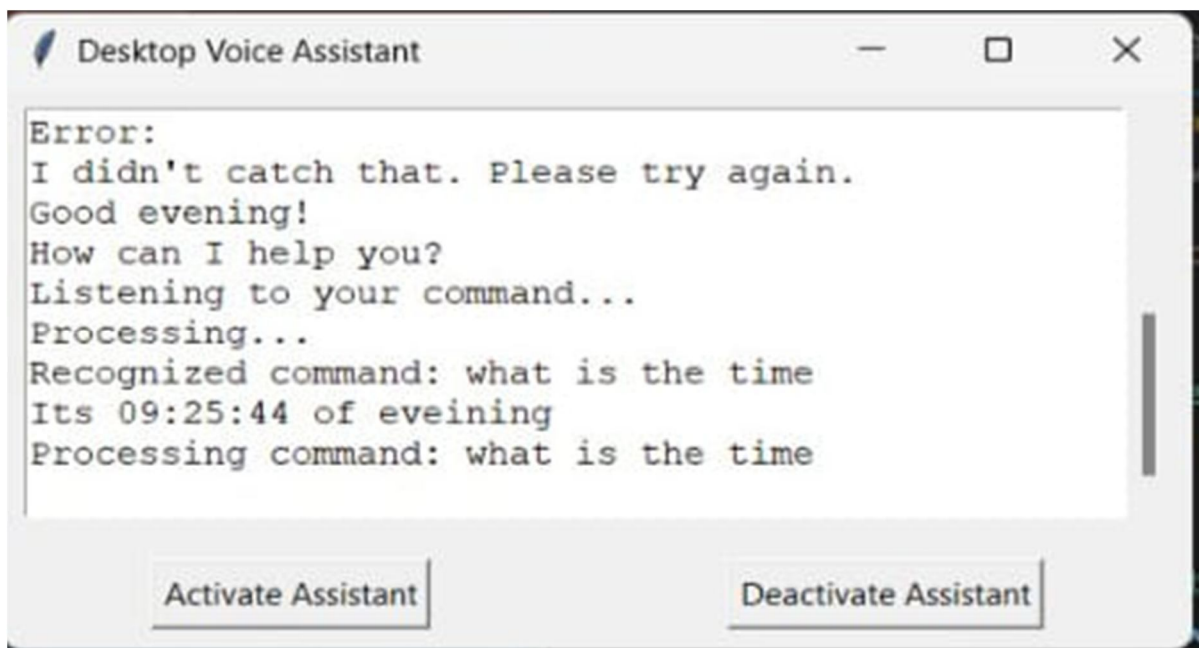 Desktop Voice Assistant
Error:
I didn't catch that. Please try again.
Good evening!
How can I help you?
Listening to your command...
Processing...
Recognized command: what is the time
Its 09:25:44 of eveining
Processing command: what is the time
Activate Assistant
Deactivate Assistant